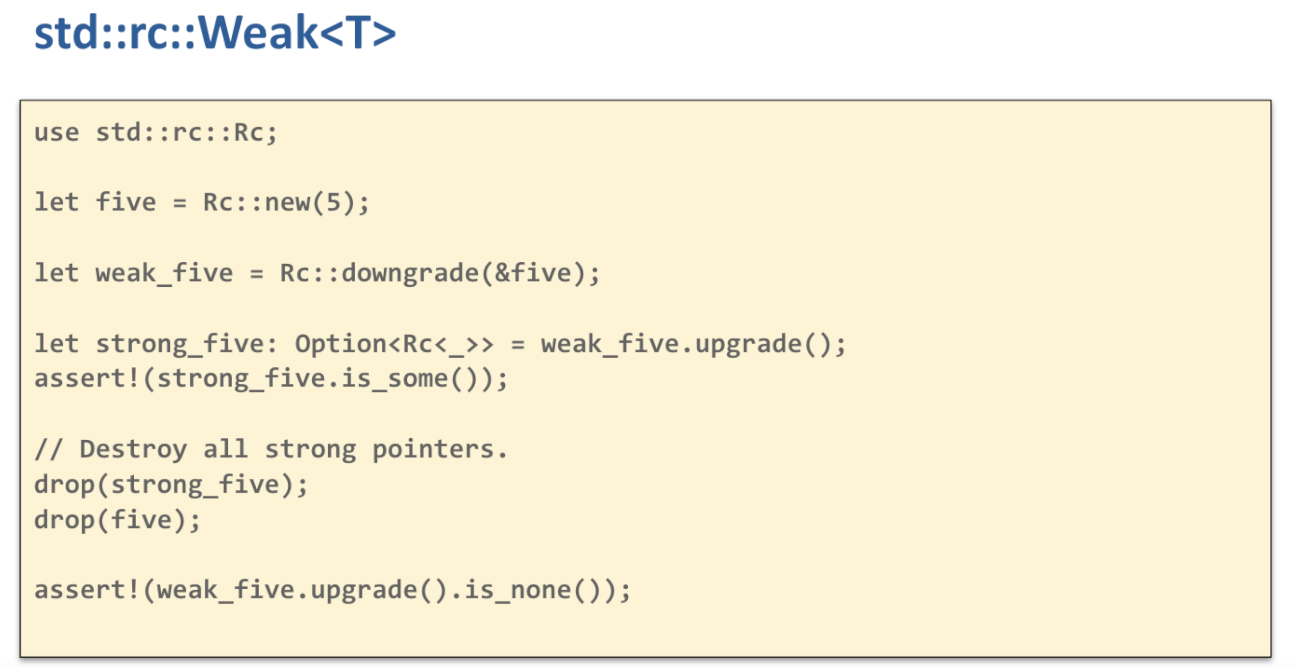 std::rc::Weak<T>
use std::rc::Rc;
let five = Rc::new(5);
let weak_five = Rc::downgrade(&five);
let strong_five: Option<Rc<_>> = weak_five.upgrade();
assert!(strong_five.is_some());
// Destroy all strong pointers.
drop(strong_five);
drop(five);
assert!(weak_five.upgrade().is_none());